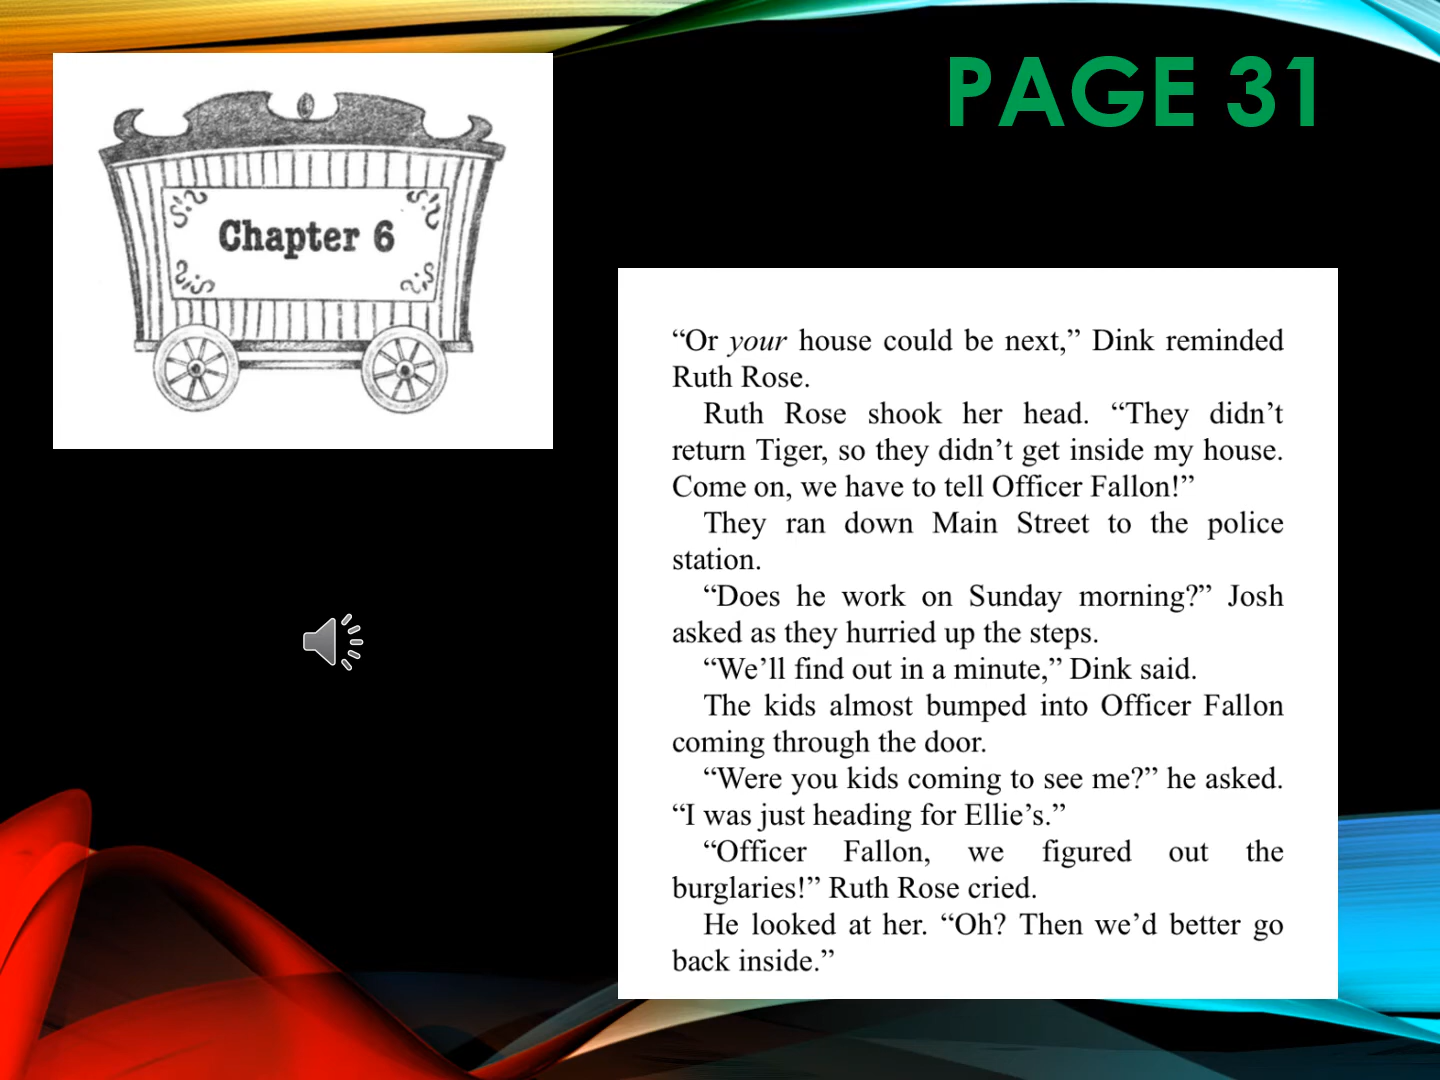 PAGE 31
Chapter 6
“Or your house could be next,” Dink reminded
Ruth Rose.
Ruth Rose shook her head. “They didn’t
return Tiger, so they didn’t get inside my house.
Come on, we have to tell Officer Fallon!”
They ran down Main Street to the police
station.
“Does he work on Sunday morning?” Josh
asked as they hurried up the steps.
“We’ll find out in a minute,” Dink said.
The kids almost bumped into Officer Fallon
coming through the door.
“Were you kids coming to see me?” he asked.
“I was just heading for Ellie’s.”
“Officer Fallon, we figured out the
burglaries!” Ruth Rose cried.
He looked at her. “Oh? Then we’d better go
back inside.”